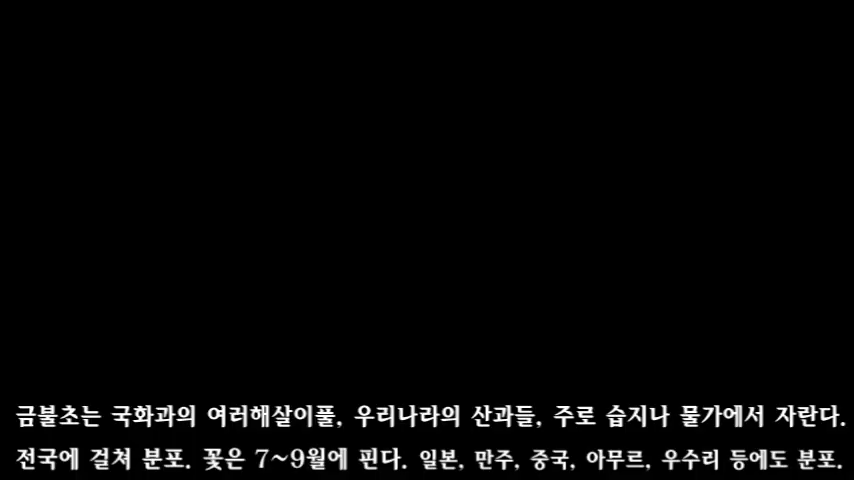 금불초는 국화과의 여러해살이풀, 우리나라의 산과들, 주로 습지나 물가에서 자란다.
전국에 걸쳐 분포. 꽃은 7~9월에 핀다. 일본, 만주, 중국, 아무르, 우수리 등에도 분포.